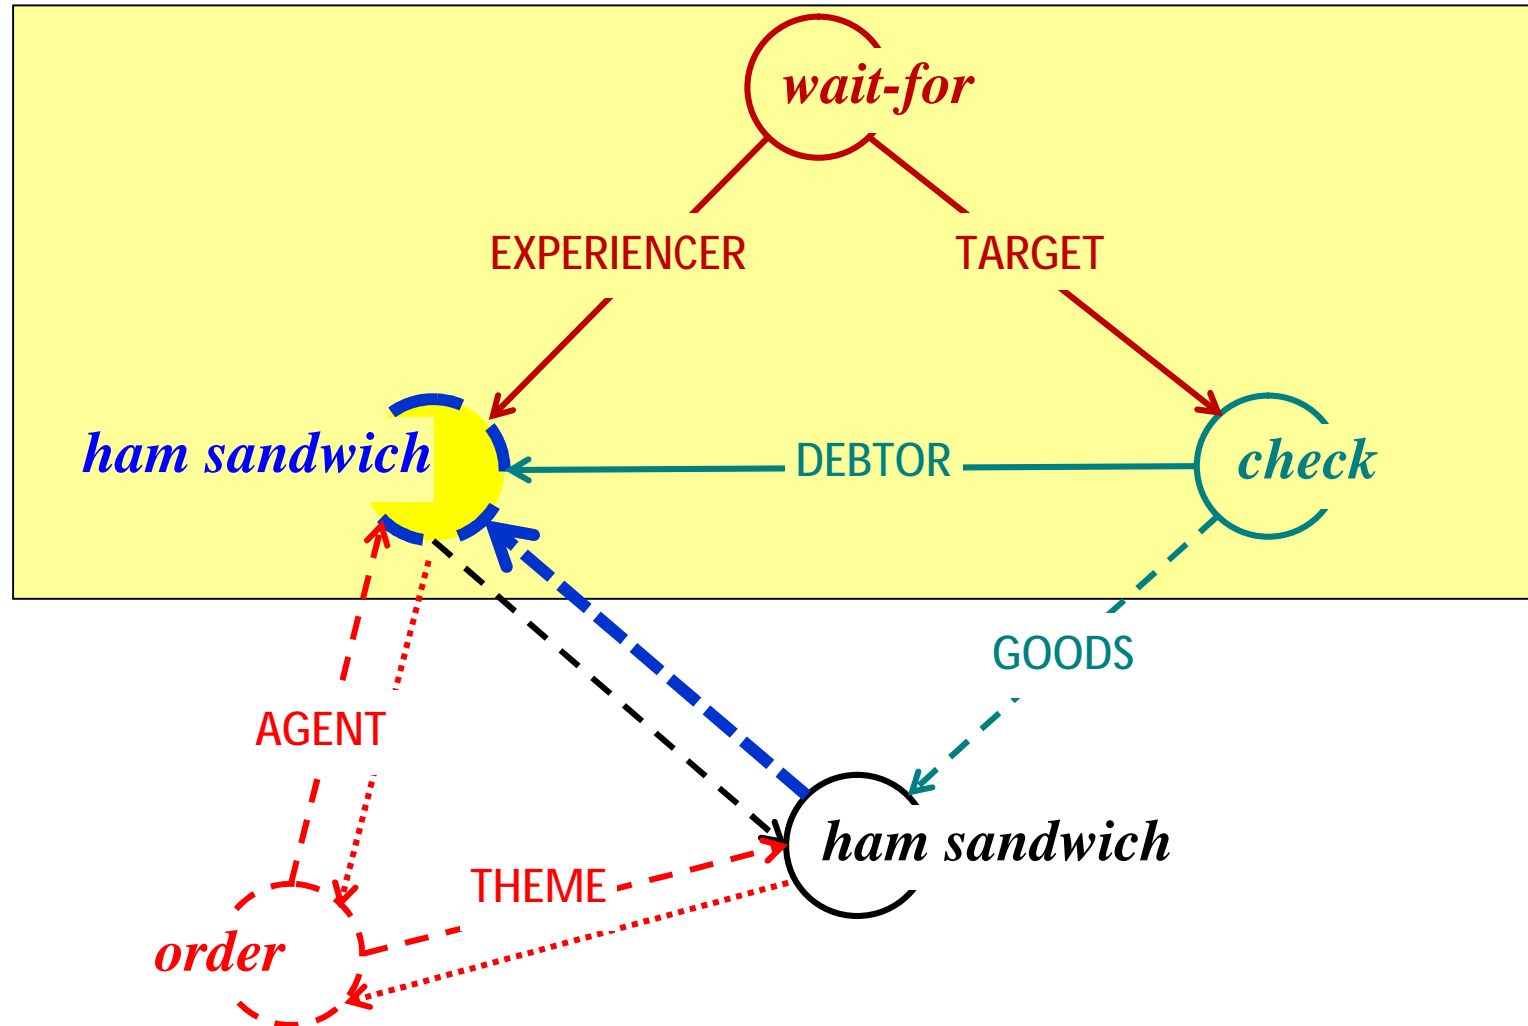 wait-for
EXPERIENCER
TARGET
ham sandwich
DEBTOR
check
GOODS
AGENT
ham sandwich
THEME
order